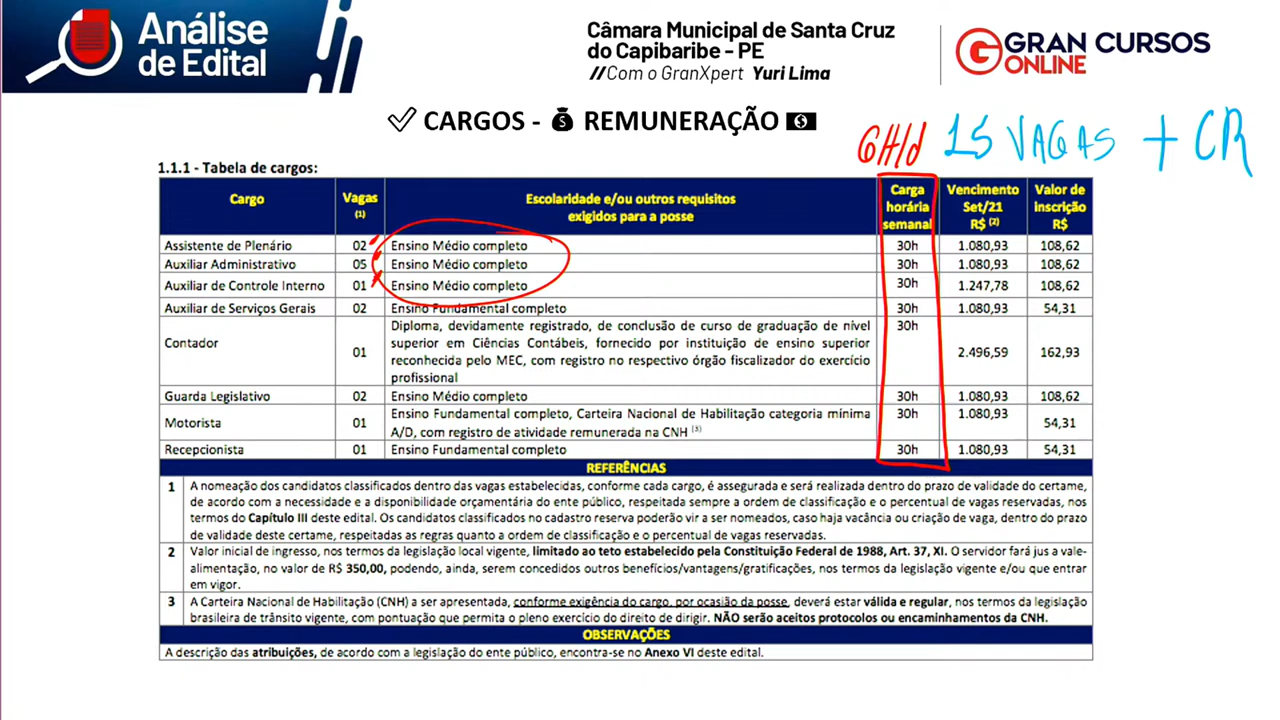 Análise
de Edital
Câmara Municipal de Santa Cruz
do Capibaribe - PE
//Com o GranXpert Yuri Lima
G GRAN CURSOS
ONLINE
CARGOS - $ REMUNERAÇÃO $
6H/d 15 VAGAS + CR
1.1.1 - Tabela de cargos:
Cargo Vagas (1) Escolaridade e/ou outros requisitos exigidos para a posse Carga horária semanal Vencimento Set/21 R$ (2) Valor de inscrição R$
Assistente de Plenário 02 Ensino Médio completo 30h 1.080,93 108,62
Auxiliar Administrativo 05 Ensino Médio completo 30h 1.080,93 108,62
Auxiliar de Controle Interno 01 Ensino Médio completo 30h 1.247,78 108,62
Auxiliar de Serviços Gerais 02 Ensino Fundamental completo 30h 1.080,93 54,31
Contador 01 Diploma, devidamente registrado, de conclusão de curso de graduação de nível 30h 2.496,59 162,93
superior em Ciências Contábeis, fornecido por instituição de ensino superior
reconhecida pelo MEC, com registro no respectivo órgão fiscalizador do exercício
profissional
Guarda Legislativo 02 Ensino Médio completo 30h 1.080,93 108,62
Motorista 01 Ensino Fundamental completo, Carteira Nacional de Habilitação categoria mínima 30h 1.080,93 54,31
A/D, com registro de atividade remunerada na CNH (3)
Recepcionista 01 Ensino Fundamental completo 30h 1.080,93 54,31
REFERÊNCIAS
1 A nomeação dos candidatos classificados dentro das vagas estabelecidas, conforme cada cargo, é assegurada e será realizada dentro do prazo de validade do certame,
de acordo com a necessidade e a disponibilidade orçamentária do ente público, respeitada sempre a ordem de classificação e o percentual de vagas reservadas, nos
termos do Capítulo III deste edital. Os candidatos classificados no cadastro reserva poderão vir a ser nomeados, caso haja vacância ou criação de vaga, dentro do prazo
de validade deste certame, respeitadas as regras quanto a ordem de classificação e o percentual de vagas reservadas.
2 Valor inicial de ingresso, nos termos da legislação local vigente, limitado ao teto estabelecido pela Constituição Federal de 1988, Art. 37, XI. O servidor fará jus a vale-
alimentação, no valor de R$ 350,00, podendo, ainda, serem concedidos outros benefícios/vantagens/gratificações, nos termos da legislação vigente e/ou que entrar
em vigor.
3 A Carteira Nacional de Habilitação (CNH) a ser apresentada, conforme exigência do cargo, por ocasião da posse, deverá estar válida e regular, nos termos da legislação
brasileira de trânsito vigente, com pontuação que permita o pleno exercício do direito de dirigir. NÃO serão aceitos protocolos ou encaminhamentos da CNH.
OBSERVAÇÕES
A descrição das atribuições, de acordo com a legislação do ente público, encontra-se no Anexo VI deste edital.